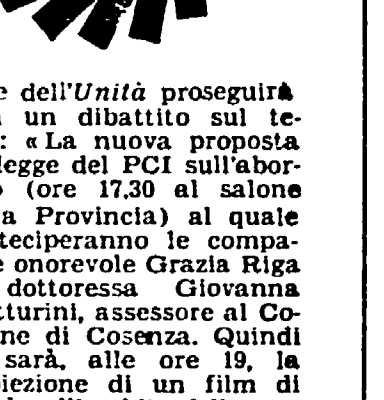 dell'Unità proseguirà
un dibattito sul te-
: «La nuova proposta
legge del PCI sull'abor-
(ore 17,30 al salone
a Provincia) al quale
teciperanno le compa-
e onorevole Grazia Riga
dottoressa Giovanna
tturini, assessore al Co-
ne di Cosenza. Quindi
sarà, alle ore 19, la
iezione di un film di